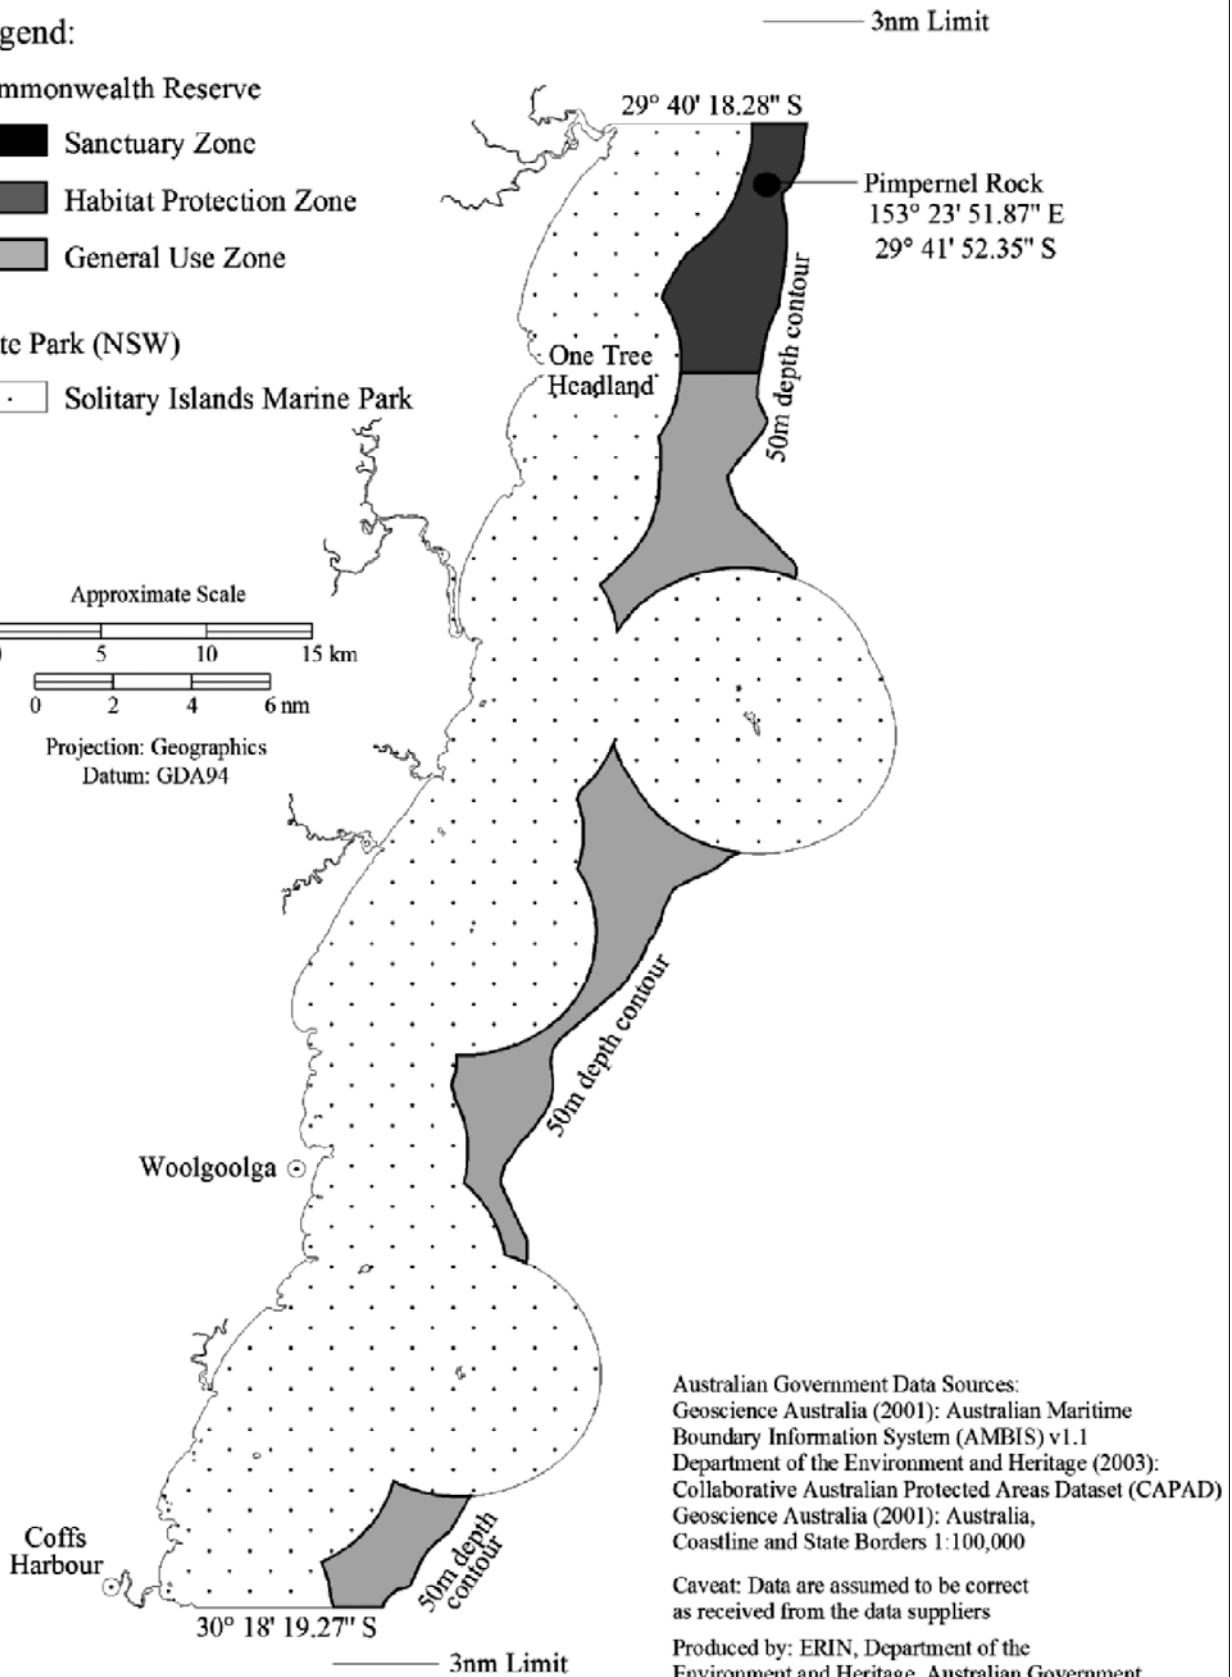 gend:
mmonwealth Reserve
Sanctuary Zone
Habitat Protection Zone
General Use Zone
te Park (NSW)
Solitary Islands Marine Park
3nm Limit
29° 40' 18.28" S
Pimpernel Rock
153° 23' 51.87" E
29° 41' 52.35" S
50m depth contour
One Tree
Headland
Approximate Scale
5 10 15 km
0 2 4 6 nm
Projection: Geographics
Datum: GDA94
50m depth contour
Woolgoolga
Coffs
Harbour
50m depth
contour
30° 18' 19.27" S
3nm Limit
Australian Government Data Sources:
Geoscience Australia (2001): Australian Maritime
Boundary Information System (AMBIS) v1.1
Department of the Environment and Heritage (2003):
Collaborative Australian Protected Areas Dataset (CAPAD)
Geoscience Australia (2001): Australia,
Coastline and State Borders 1:100,000
Caveat: Data are assumed to be correct
as received from the data suppliers
Produced by: ERIN, Department of the
Environment and Heritage, Australian Government